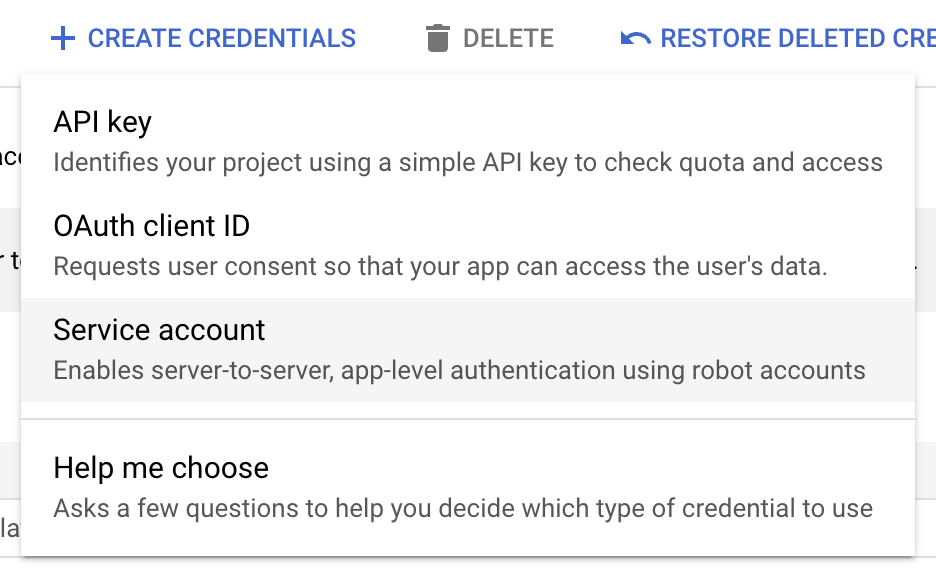 CREATE CREDENTIALS DELETE RESTORE DELETED CRE
API key
Identifies your project using a simple API key to check quota and access
OAuth client ID
Requests user consent so that your app can access the user's data.
Service account
Enables server-to-server, app-level authentication using robot accounts
Help me choose
Asks a few questions to help you decide which type of credential to use